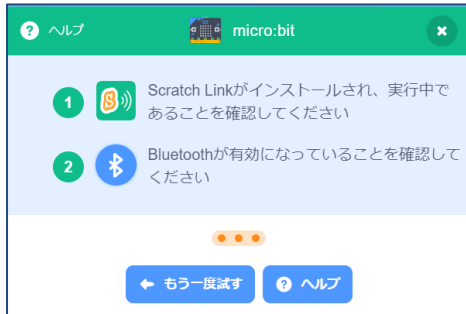 ヘルプ micro:bit
1 Scratch Linkがインストールされ、実行中で
あることを確認してください
2 Bluetoothが有効になっていることを確認して
ください
もう一度試す ヘルプ